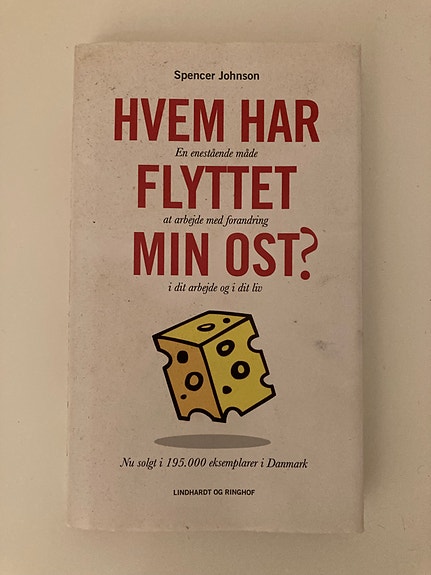 Spencer Johnson
HVEM HAR
En enestående måde
FLYTTET
at arbejde med forandring
MIN OST?
i dit arbejde og i dit liv
Nu solgt i 195.000 eksemplarer i Danmark
LINDHARDT OG RINGHOF